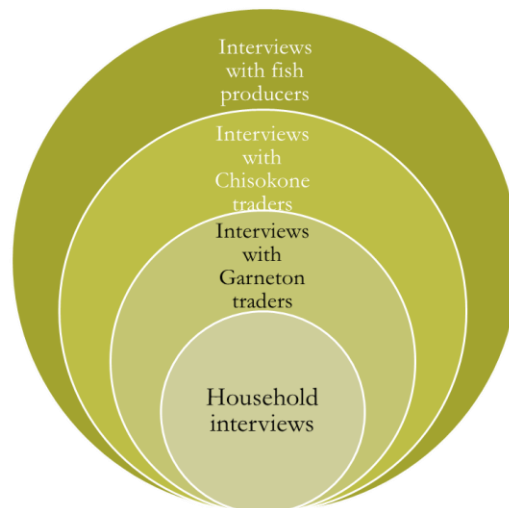 Interviews
with fish
producers
Interviews
with
Chisokone
traders
Interviews
with
Garneton
traders
Household
interviews